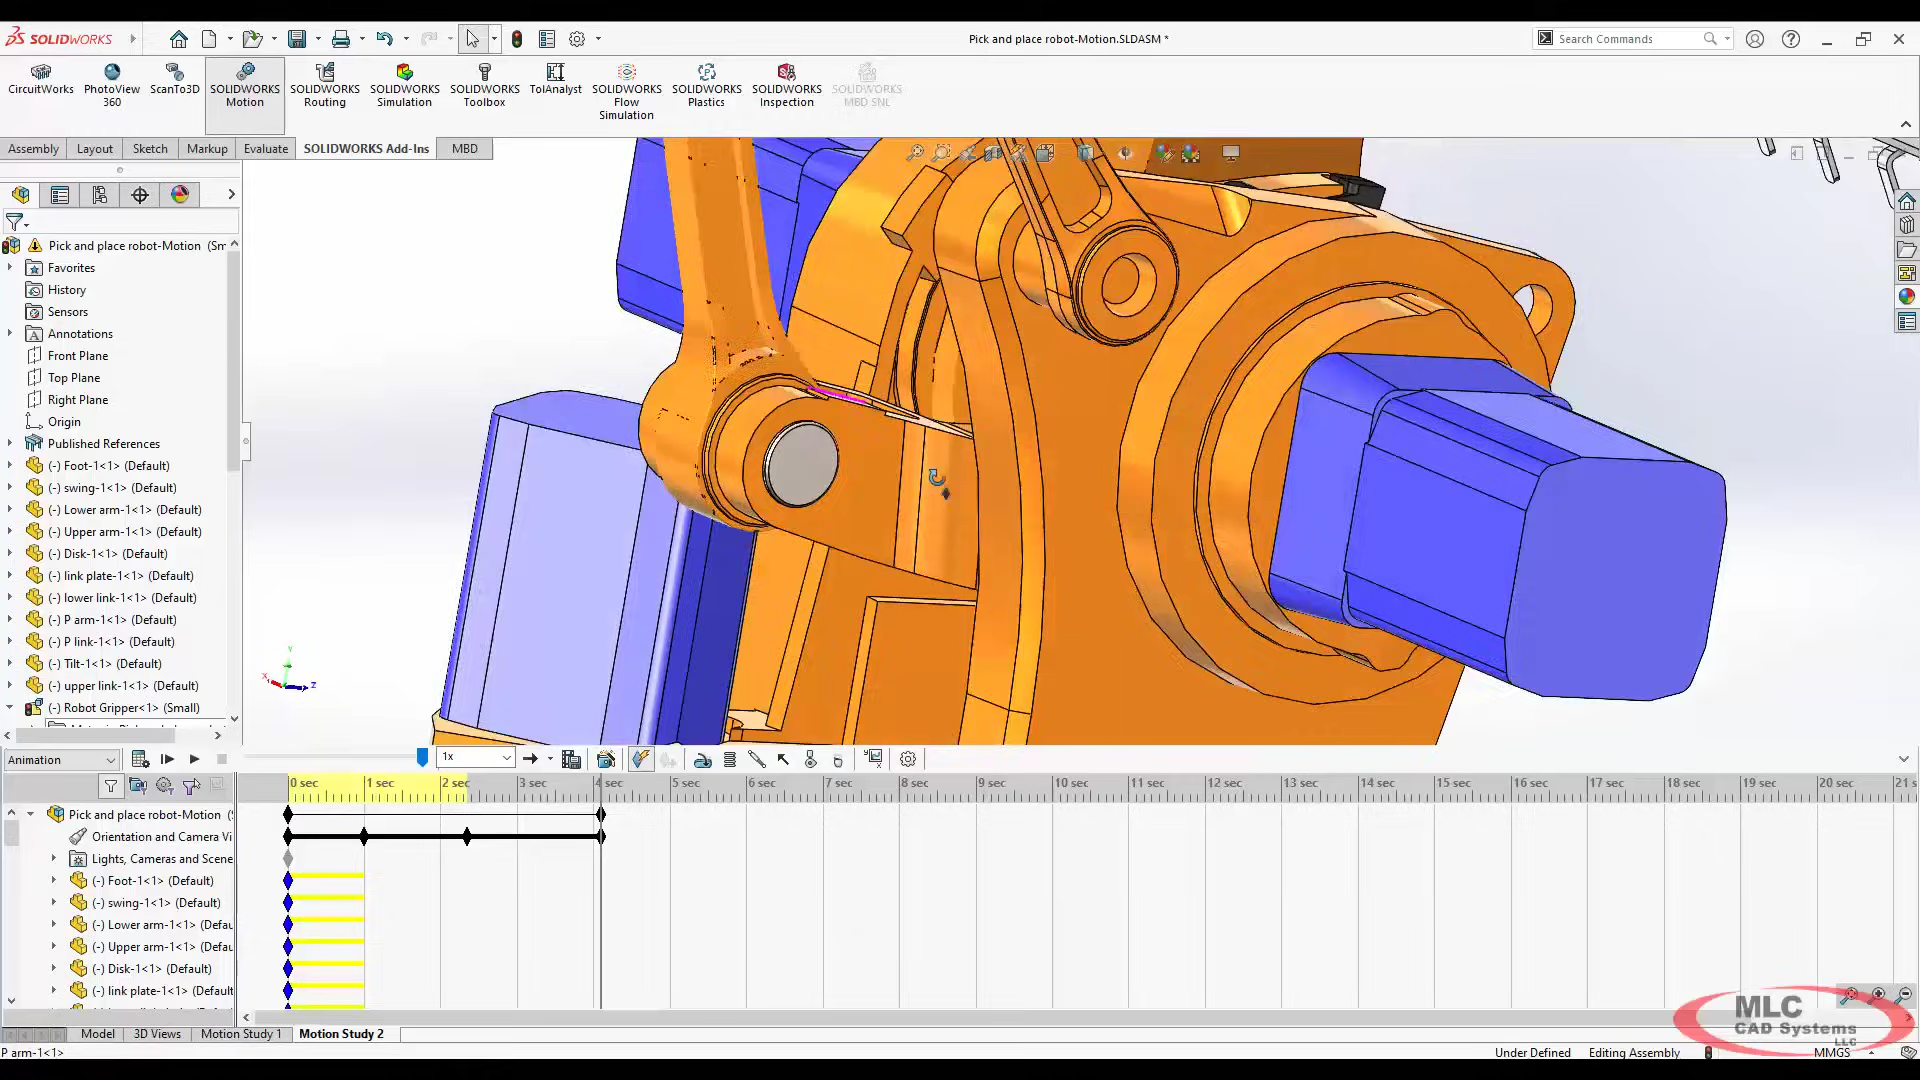 SOLIDWORKS
Pick and place robot-Motion.SLDASM *
Search Commands
CircuitWorks
PhotoView
360
ScanTo3D
SOLIDWORKS
Motion
SOLIDWORKS
Routing
SOLIDWORKS
Simulation
SOLIDWORKS
Toolbox
TolAnalyst
SOLIDWORKS
Flow
Simulation
SOLIDWORKS
Plastics
SOLIDWORKS
Inspection
SOLIDWORKS
MBD SNL
Assembly
Layout
Sketch
Markup
Evaluate
SOLIDWORKS Add-Ins
MBD
Pick and place robot-Motion (Sm
Favorites
History
Sensors
Annotations
Front Plane
Top Plane
Right Plane
Origin
Published References
(-) Foot-1<1> (Default)
(-) swing-1<1> (Default)
(-) Lower arm-1<1> (Default)
(-) Upper arm-1<1> (Default)
(-) Disk-1<1> (Default)
(-) link plate-1<1> (Default)
(-) lower link-1<1> (Default)
(-) P arm-1<1> (Default)
(-) P link-1<1> (Default)
(-) Tilt-1<1> (Default)
(-) upper link-1<1> (Default)
(-) Robot Gripper<1> (Small)
Y
X
Z
Animation
1x
0 sec
1 sec
2 sec
3 sec
4 sec
5 sec
6 sec
7 sec
8 sec
9 sec
10 sec
11 sec
12 sec
13 sec
14 sec
15 sec
16 sec
17 sec
18 sec
19 sec
20 sec
21 s
Pick and place robot-Motion (
Orientation and Camera Vi
Lights, Cameras and Scene
(-) Foot-1<1> (Default)
(-) swing-1<1> (Default)
(-) Lower arm-1<1> (Defau
(-) Upper arm-1<1> (Defau
(-) Disk-1<1> (Default)
(-) link plate-1<1> (Default
Model
3D Views
Motion Study 1
Motion Study 2
MLC
CAD Systems
LLC
P arm-1<1>
Under Defined
Editing Assembly
MMGS